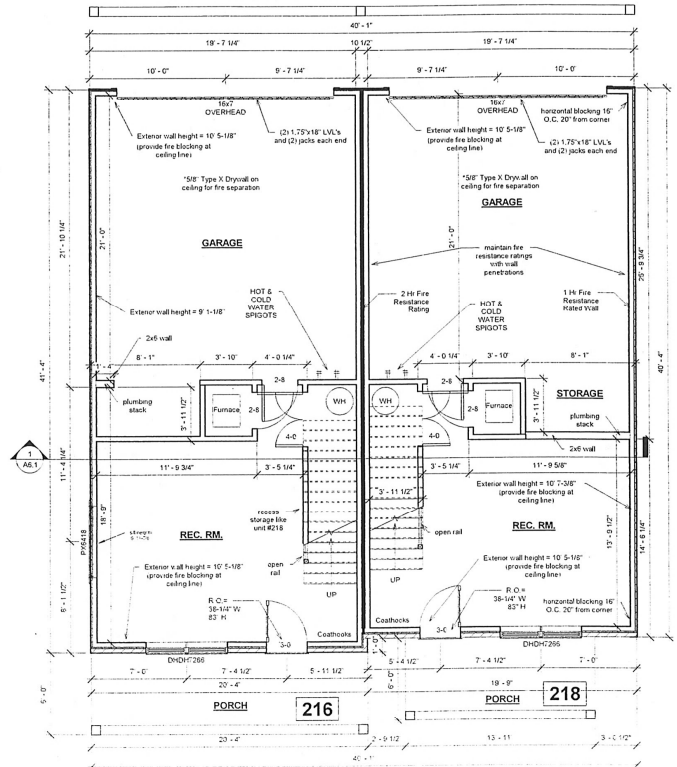 40' - 1"
19' - 7 1/4"
10 1/2"
19' - 7 1/4"
10' - 0"
9' - 7 1/4"
9' - 7 1/4"
10' - 0"
16x7
OVERHEAD
16x7
OVERHEAD
horizontal blocking 16"
O.C. 20" from corner
Exterior wall height = 10' 5-1/8"
(provide fire blocking at
ceiling line)
(2) 1.75"x18" LVL's
and (2) jacks each end
Exterior wall height = 10' 5-1/8"
(provide fire blocking at
ceiling line)
(2) 1.75"x18" LVL's
and (2) jacks each end
*5/8" Type X Drywall on
ceiling for fire separation
*5/8" Type X Drywall on
ceiling for fire separation
GARAGE
GARAGE
21' - 10 1/4"
21' - 0"
21' - 0"
25' - 9 3/4"
maintain fire
resistance ratings
with wall
penetrations
HOT &
COLD
WATER
SPIGOTS
2 Hr Fire
Resistance
Rating
HOT &
COLD
WATER
SPIGOTS
1 Hr Fire
Resistance
Rated Wall
Exterior wall height = 9' 1-1/8"
2x6 wall
1' - 4"
8' - 1"
3' - 10"
4' - 0 1/4"
4' - 0 1/4"
3' - 10"
8' - 1"
41' - 4"
40' - 4"
2-8
2-8
plumbing
stack
3' - 11 1/2"
Furnace
2-8
WH
WH
2-8
Furnace
3' - 11 1/2"
STORAGE
plumbing
stack
4-0
4-0
2x6 wall
1
A6.1
11' - 4 1/4"
11' - 9 3/4"
3' - 5 1/4"
3' - 5 1/4"
11' - 9 5/8"
3' - 11 1/2"
Exterior wall height = 10' 7-3/8"
(provide fire blocking at
ceiling line)
18' - 9"
REC. RM.
recess
storage like
unit #218
open
rail
open rail
REC. RM.
13' - 9 1/2"
14' - 6 1/4"
PX6418
Exterior wall height = 10' 5-1/8"
(provide fire blocking at
ceiling line)
Exterior wall height = 10' 5-1/8"
(provide fire blocking at
ceiling line)
UP
UP
6' - 1 1/2"
R.O.=
38-1/4" W
83" H
R.O.=
38-1/4" W
83" H
horizontal blocking 16"
O.C. 20" from corner
Coathooks
Coathooks
3-0
3-0
DHDH7266
DHDH7266
7' - 0"
7' - 4 1/2"
5' - 11 1/2"
1' - 0"
5' - 4 1/2"
7' - 4 1/2"
7' - 0"
20' - 4"
19' - 9"
6' - 0"
PORCH
216
PORCH
218
20' - 4"
2' - 9 1/2"
13' - 11"
40' - 1"